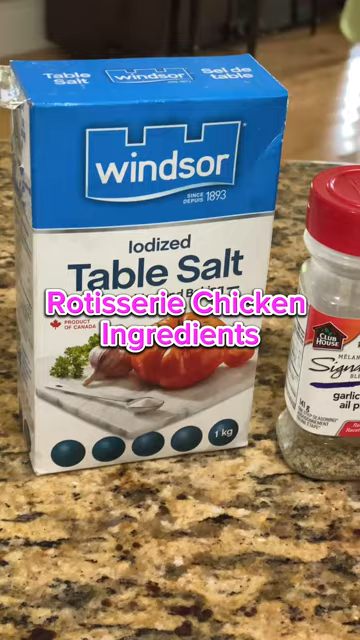 Table
Salt
windsor
Sel de
table
windsor
SINCE
DEPUIS 1893
Iodized
Table Salt
Rotisserie Chicken
Ingredients
PRODUCT
OF CANADA
1 kg
CLUB
HOUSE
garlic
ail
141 g